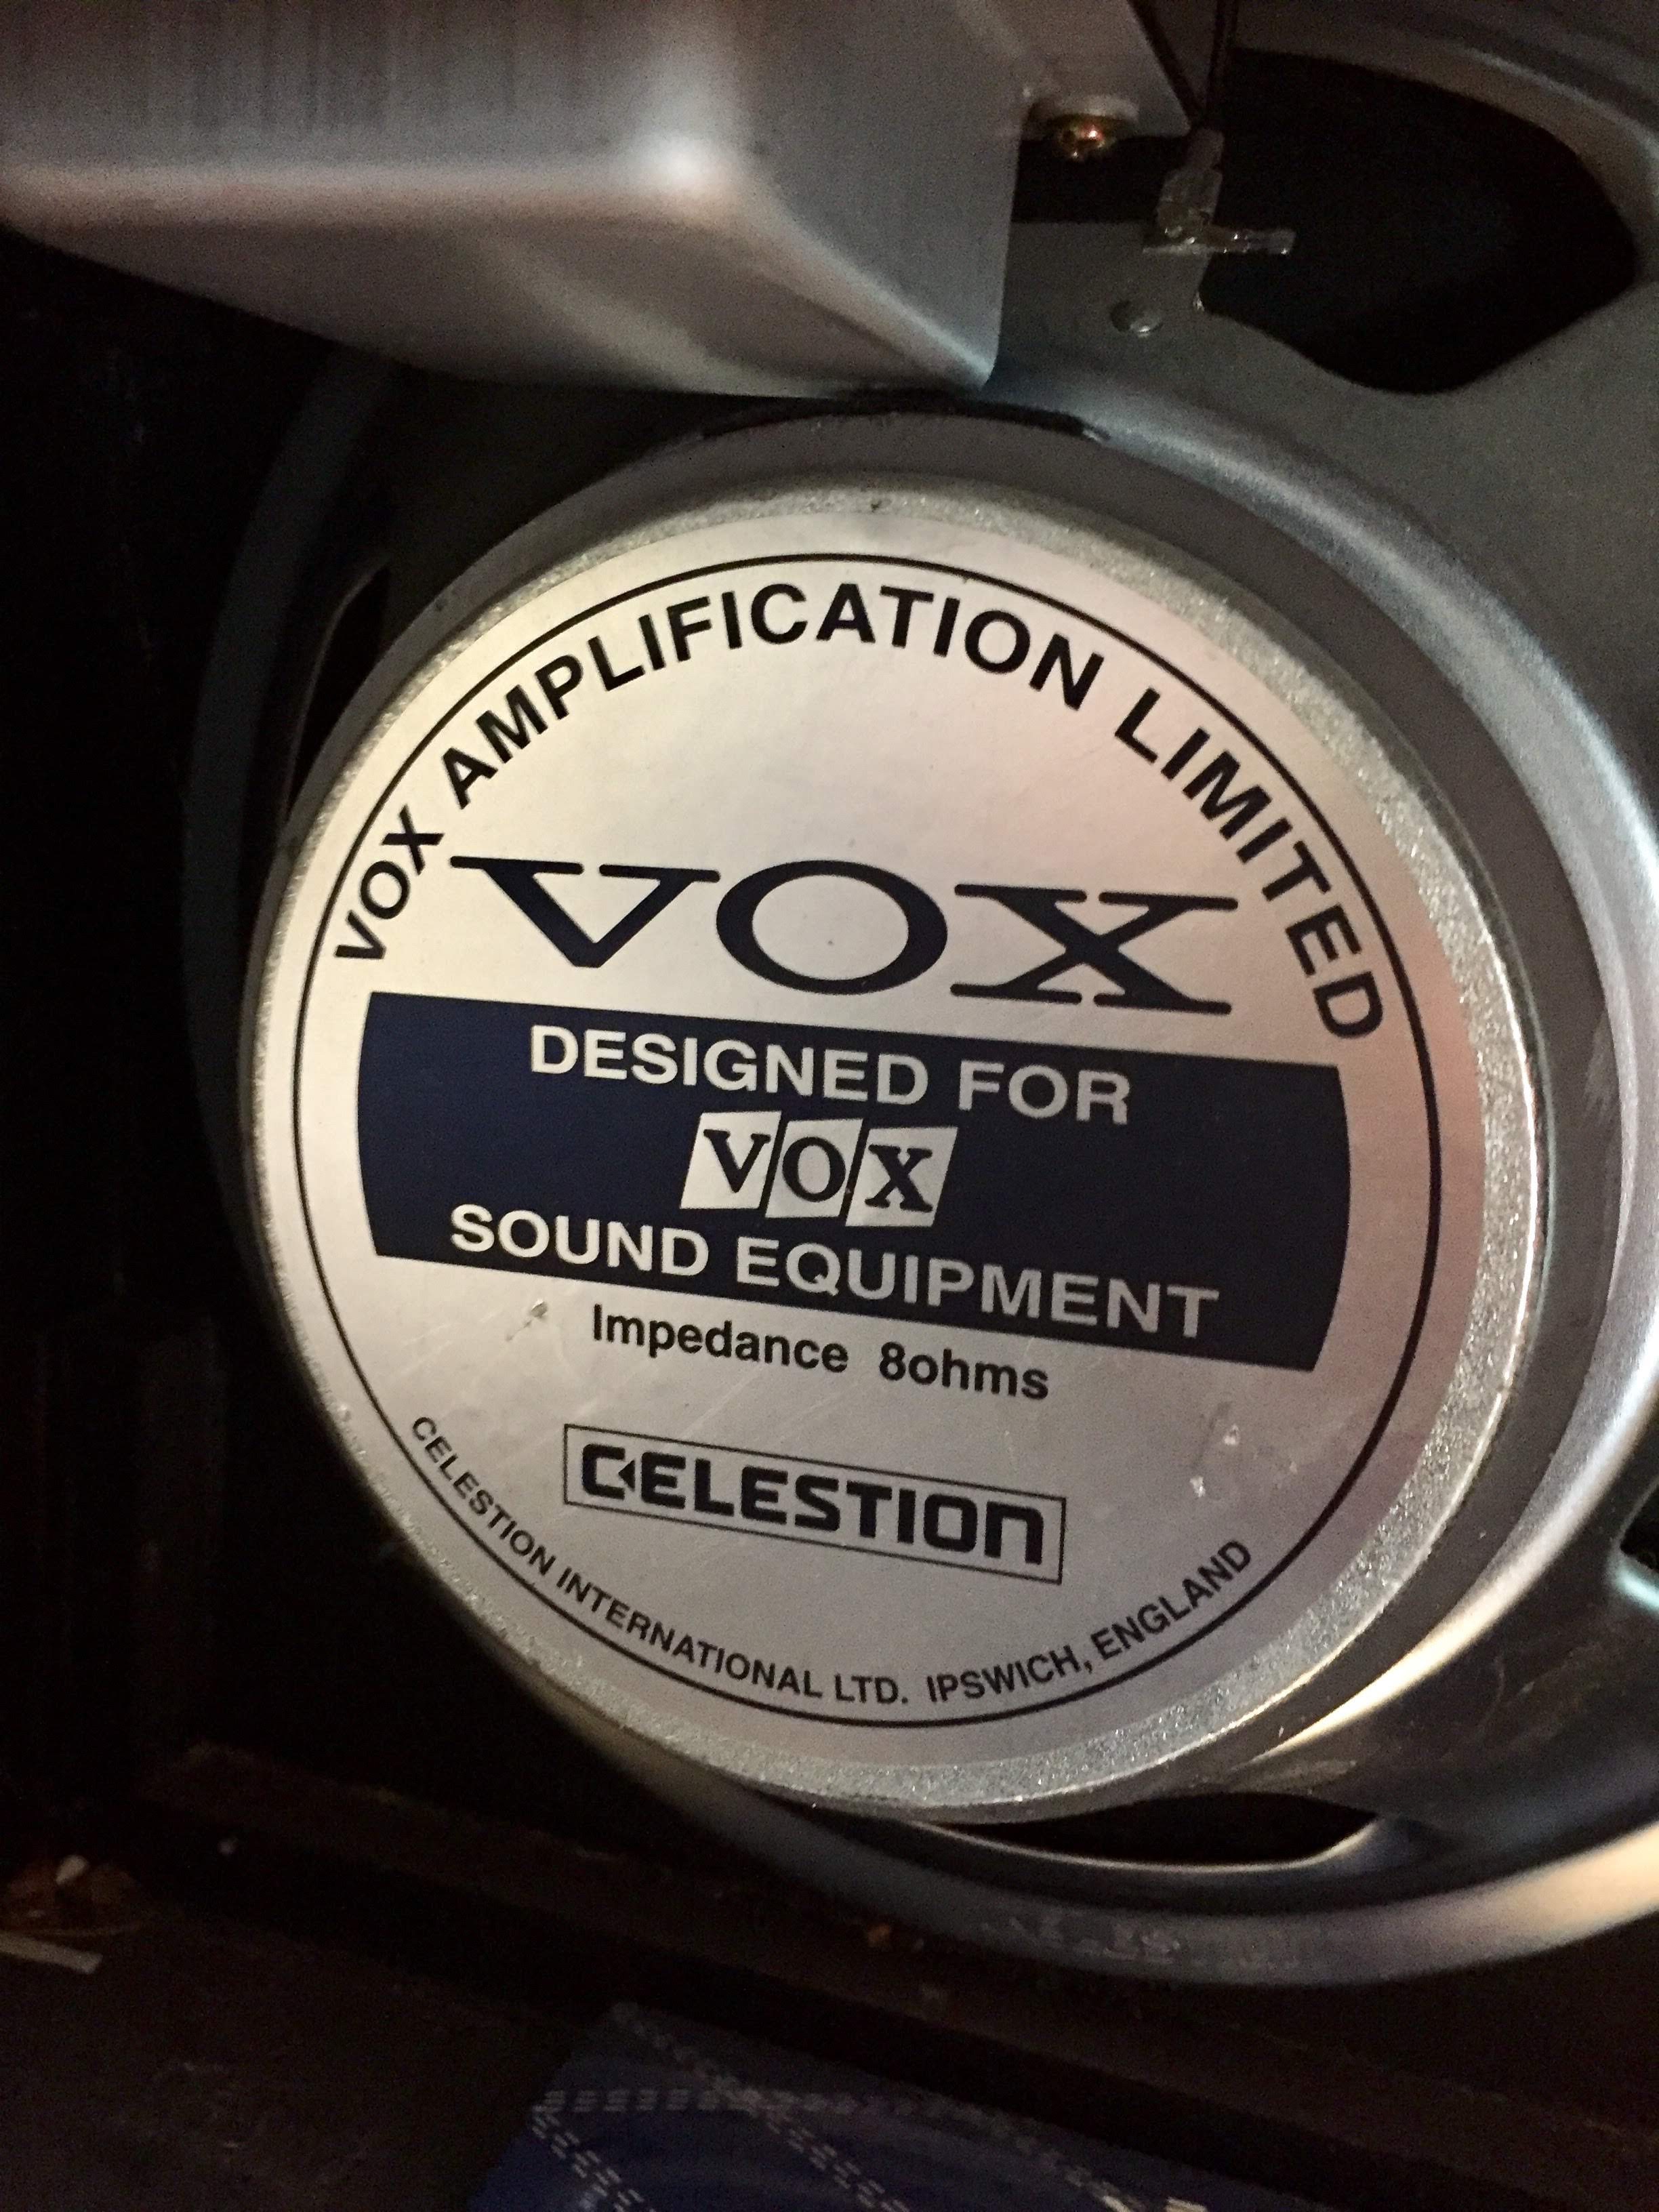 VOX AMPLIFICATION LIMITED
VOX
DESIGNED FOR
VOX
SOUND EQUIPMENT
Impedance 8ohms
CELESTION
CELESTION INTERNATIONAL LTD. IPSWICH, ENGLAND